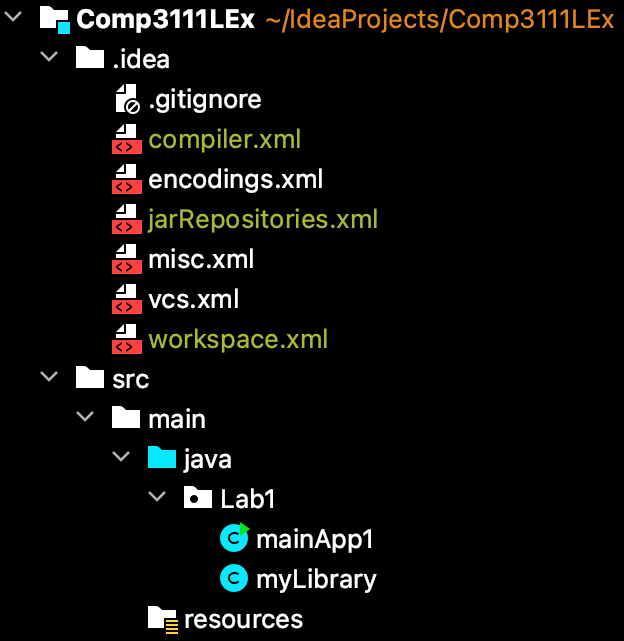 Comp3111LEx ~/IdeaProjects/Comp3111LEx
.idea
.gitignore
compiler.xml
encodings.xml
jarRepositories.xml
misc.xml
vcs.xml
workspace.xml
src
main
java
Lab1
mainApp1
myLibrary
resources